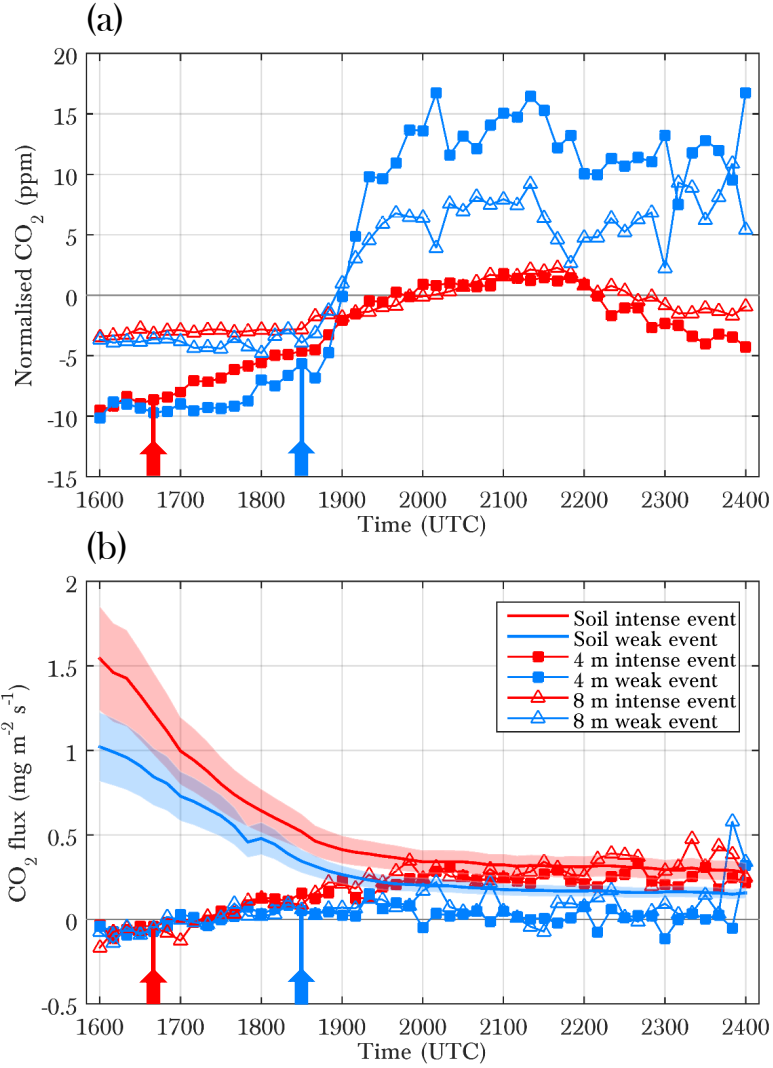 (a)
20
15
10
5
0
-5
-10
-15
Normalised CO2 (ppm)
1600 1700 1800 1900 2000 2100 2200 2300 2400
Time (UTC)
(b)
2
1.5
1
0.5
0
-0.5
CO2 flux (mg m-2 s-1)
Soil intense event
Soil weak event
4 m intense event
4 m weak event
8 m intense event
8 m weak event
1600 1700 1800 1900 2000 2100 2200 2300 2400
Time (UTC)